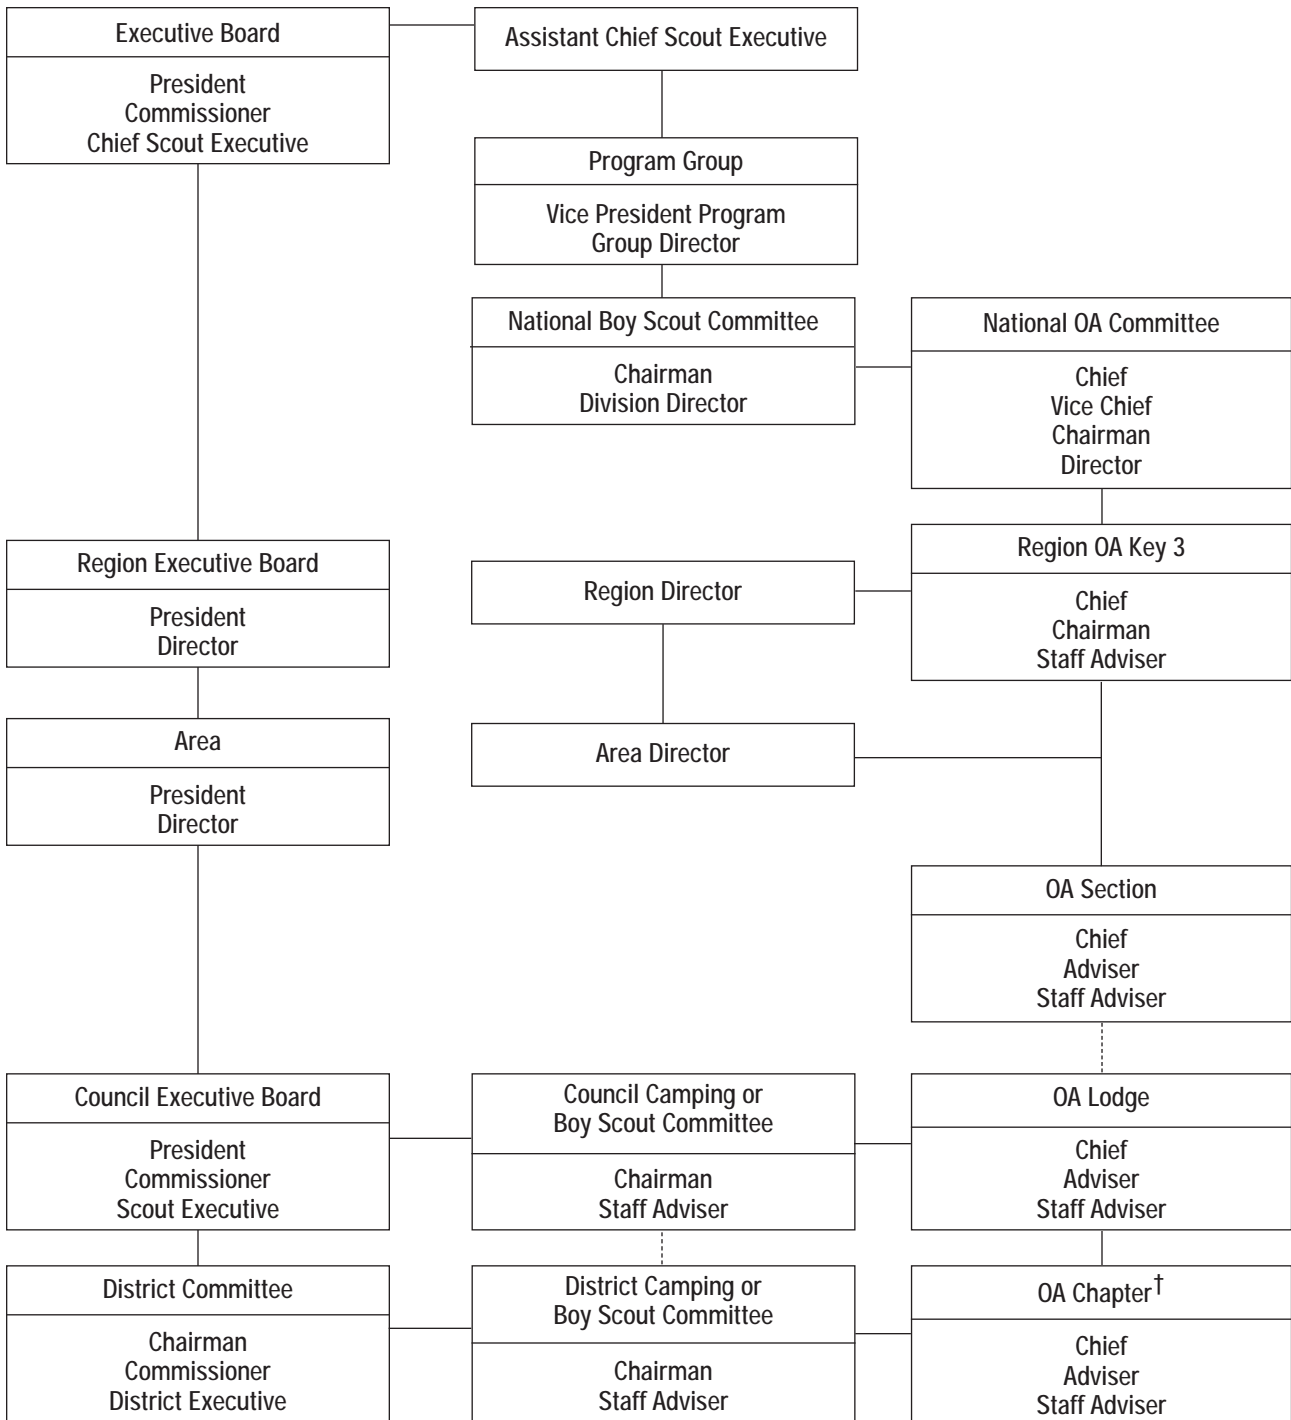 Executive Board
President
Commissioner
Chief Scout Executive
Assistant Chief Scout Executive
Program Group
Vice President Program
Group Director
National Boy Scout Committee
Chairman
Division Director
National OA Committee
Chief
Vice Chief
Chairman
Director
Region Executive Board
President
Director
Region Director
Region OA Key 3
Chief
Chairman
Staff Adviser
Area
President
Director
Area Director
OA Section
Chief
Adviser
Staff Adviser
Council Executive Board
President
Commissioner
Scout Executive
Council Camping or
Boy Scout Committee
Chairman
Staff Adviser
OA Lodge
Chief
Adviser
Staff Adviser
District Committee
Chairman
Commissioner
District Executive
District Camping or
Boy Scout Committee
Chairman
Staff Adviser
OA Chapter†
Chief
Adviser
Staff Adviser